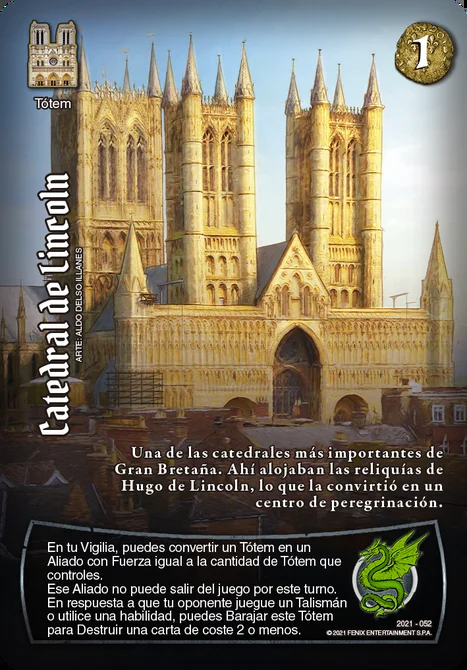 Tótem
1
Catedral de Lincoln
ARTE: ALDO DELSO ILLANES
Una de las catedrales más importantes de
Gran Bretaña. Ahí alojaban las reliquías de
Hugo de Lincoln, lo que la convirtió en un
centro de peregrinación.
En tu Vigilia, puedes convertir un Tótem en un
Aliado con Fuerza igual a la cantidad de Tótem que
controles.
Ese Aliado no puede salir del juego por este turno.
En respuesta a que tu oponente juegue un Talismán
o utilice una habilidad, puedes Barajar este Tótem
para Destruir una carta de coste 2 o menos.
2021 - 052
© 2021 FENIX ENTERTAINMENT S.P.A.